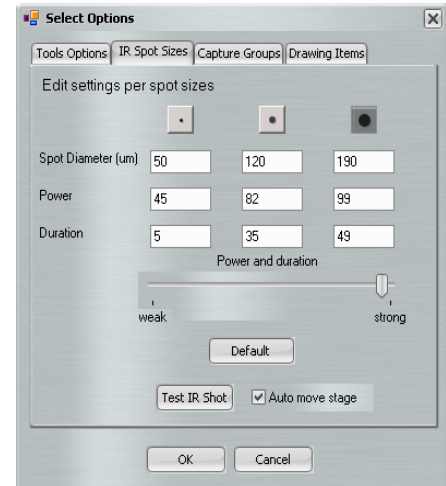 Select Options
Tools Options IR Spot Sizes Capture Groups Drawing Items
Edit settings per spot sizes
Spot Diameter (um) 50 120 190
Power 45 82 99
Duration 5 35 49
Power and duration
weak strong
Default
Test IR Shot Auto move stage
OK Cancel